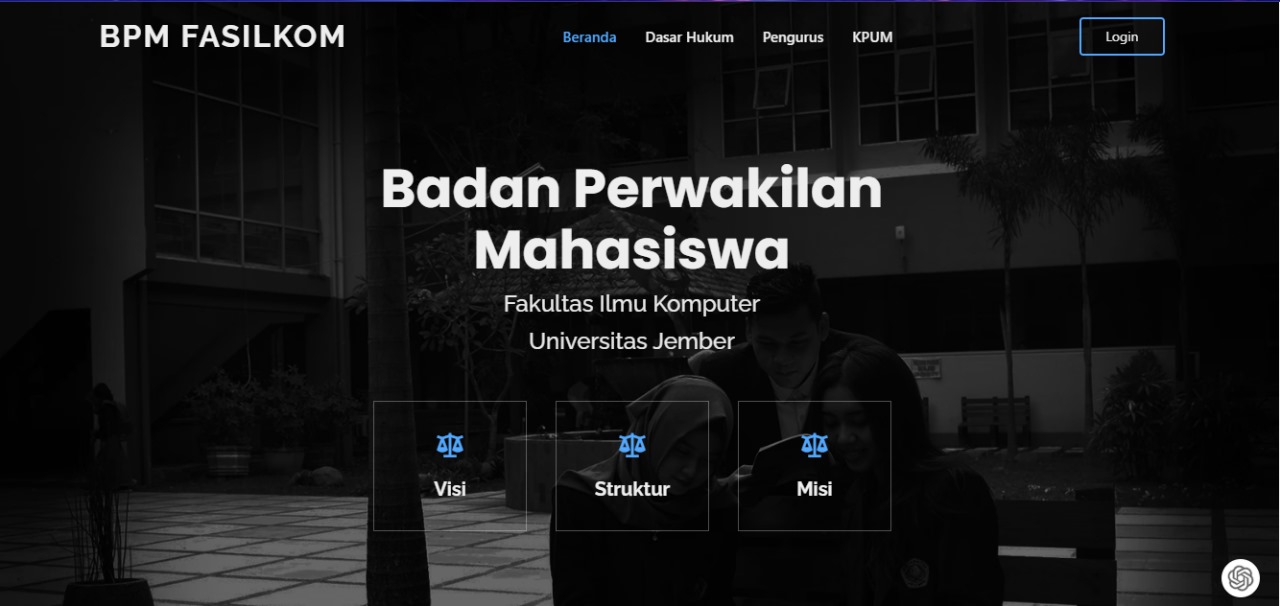 BPM FASILKOM
Beranda Dasar Hukum Pengurus KPUM
Login
Badan Perwakilan
Mahasiswa
Fakultas Ilmu Komputer
Universitas Jember
Visi
Struktur
Misi